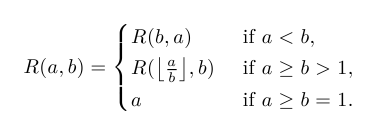 R(b, a) if a < b,
R(a, b) = { R(⌊a/b⌋, b) if a ≥ b > 1,
a if a ≥ b = 1.